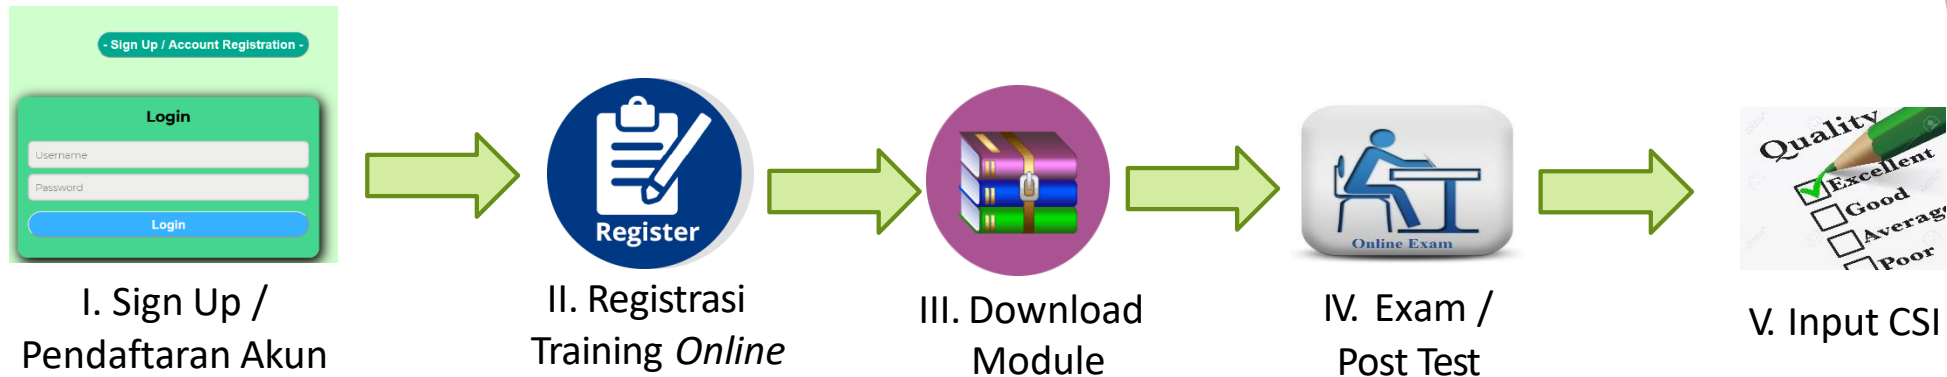 - Sign Up / Account Registration -
Login
Username
Password
Login
Register
Online Exam
Quality
Excellent
Good
Average
Poor
I. Sign Up /
Pendaftaran Akun
II. Registrasi
Training Online
III. Download
Module
IV. Exam /
Post Test
V. Input CSI